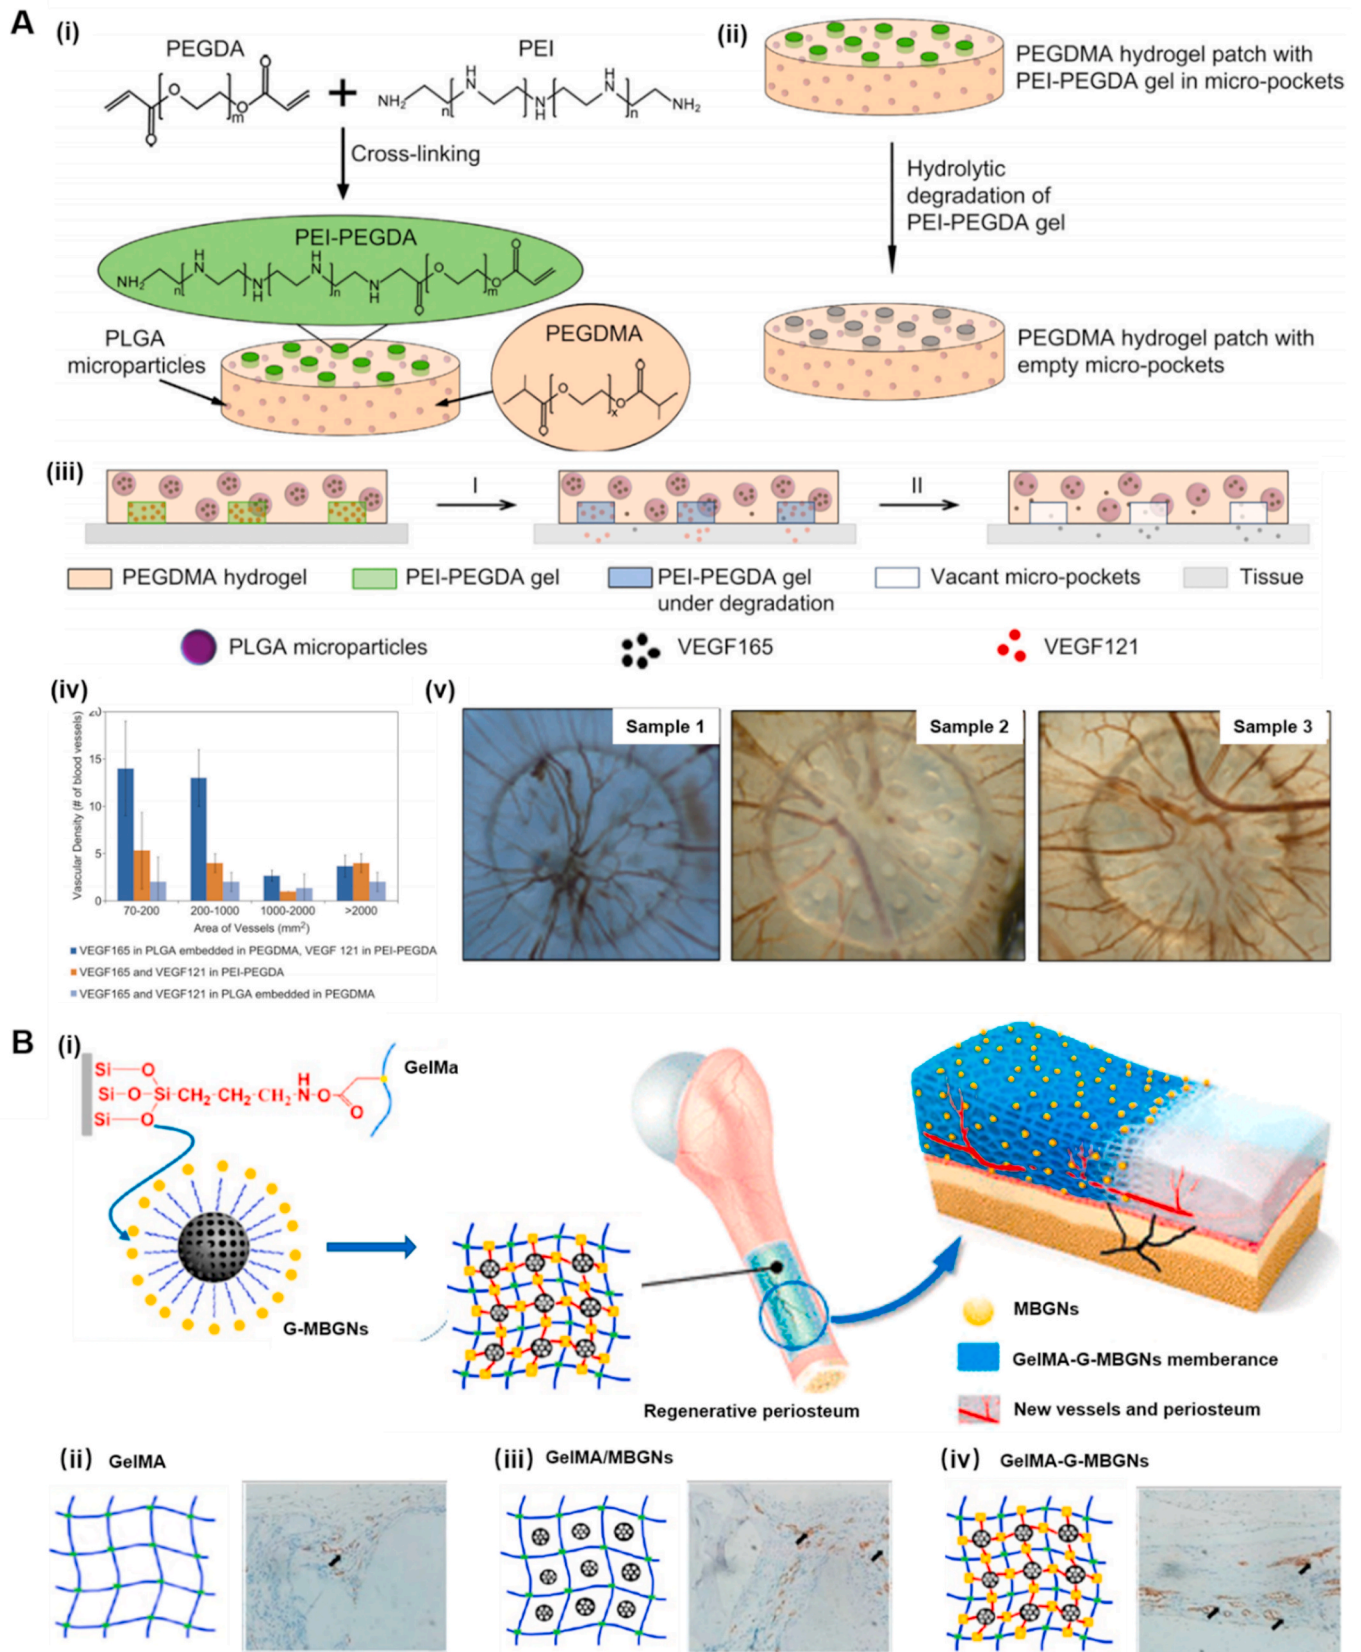 A
(i)
PEGDA
PEI
NH2
n
H
N
N
H
H
N
n
NH2
O
O
m
O
O
+
Cross-linking
PEI-PEGDA
NH2
n
H
N
N
H
H
N
n
N
H
O
O
m
O
O
PLGA
microparticles
PEGDMA
O
O
x
O
O
(ii)
PEGDMA hydrogel patch with
PEI-PEGDA gel in micro-pockets
Hydrolytic
degradation of
PEI-PEGDA gel
PEGDMA hydrogel patch with
empty micro-pockets
(iii)
I
II
PEGDMA hydrogel
PEI-PEGDA gel
PEI-PEGDA gel
under degradation
Vacant micro-pockets
Tissue
PLGA microparticles
VEGF165
VEGF121
(iv)
Vascular Density (# of blood vessels)
20
15
10
5
0
70-200
200-1000
1000-2000
>2000
Area of Vessels (mm²)
VEGF165 in PLGA embedded in PEGDMA, VEGF 121 in PEI-PEGDA
VEGF165 and VEGF121 in PEI-PEGDA
VEGF165 and VEGF121 in PLGA embedded in PEGDMA
(v)
Sample 1
Sample 2
Sample 3
B
(i)
Si—O
Si–O–Si–CH2–CH2–CH2–N–O
H
Si—O
O
GelMa
G-MBGNs
Regenerative periosteum
MBGNs
GelMA-G-MBGNs memberance
New vessels and periosteum
(ii) GelMA
(iii) GelMA/MBGNs
(iv) GelMA-G-MBGNs